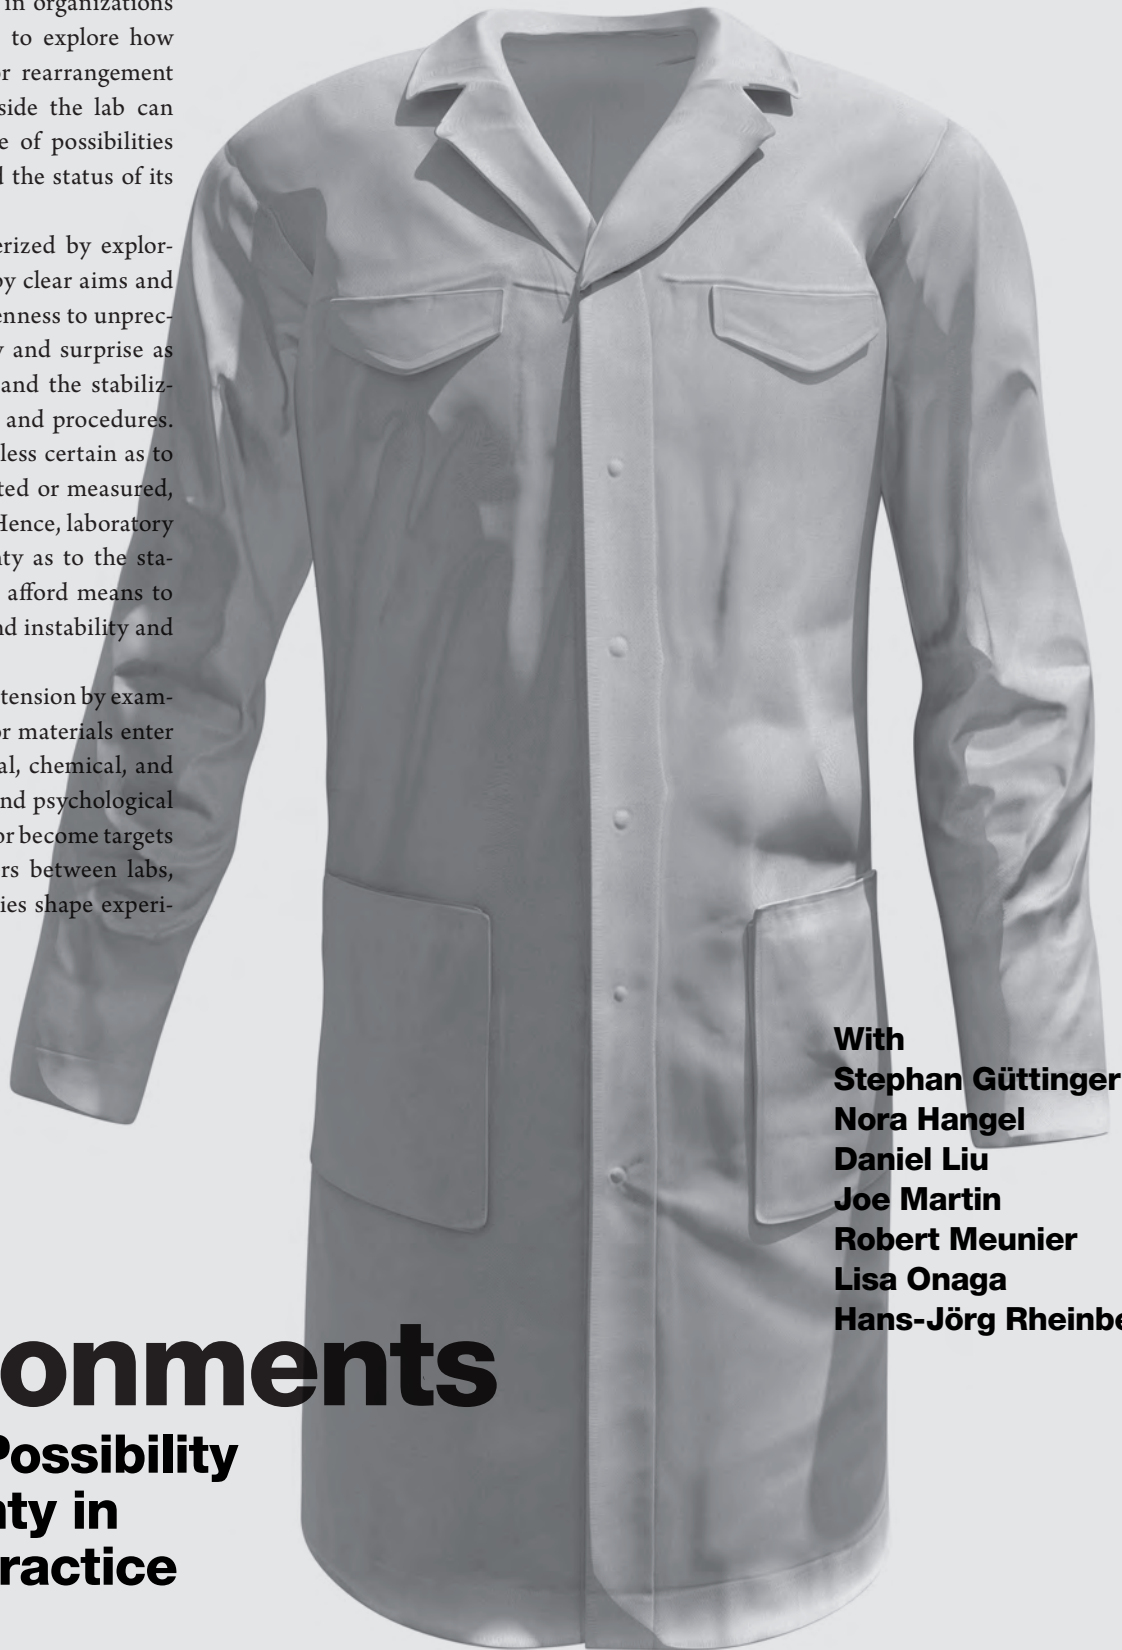 in organizations
to explore how
r rearrangement
side the lab can
e of possibilities
d the status of its
erized by explor-
by clear aims and
enness to unprec-
y and surprise as
and the stabiliz-
and procedures.
less certain as to
ted or measured,
Hence, laboratory
nty as to the sta-
afford means to
nd instability and
tension by exam-
or materials enter
al, chemical, and
nd psychological
or become targets
rs between labs,
ies shape experi-
With
Stephan Güttinger
Nora Hangel
Daniel Liu
Joe Martin
Robert Meunier
Lisa Onaga
Hans-Jörg Rheinbe
onments
Possibility
nty in
ractice